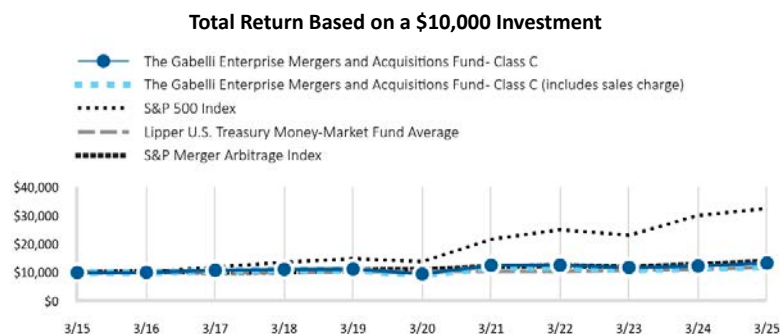 Total Return Based on a $10,000 Investment
The Gabelli Enterprise Mergers and Acquisitions Fund- Class C
The Gabelli Enterprise Mergers and Acquisitions Fund- Class C (includes sales charge)
S&P 500 Index
Lipper U.S. Treasury Money-Market Fund Average
S&P Merger Arbitrage Index
$40,000
$30,000
$20,000
$10,000
$0
3/15 3/16 3/17 3/18 3/19 3/20 3/21 3/22 3/23 3/24 3/25